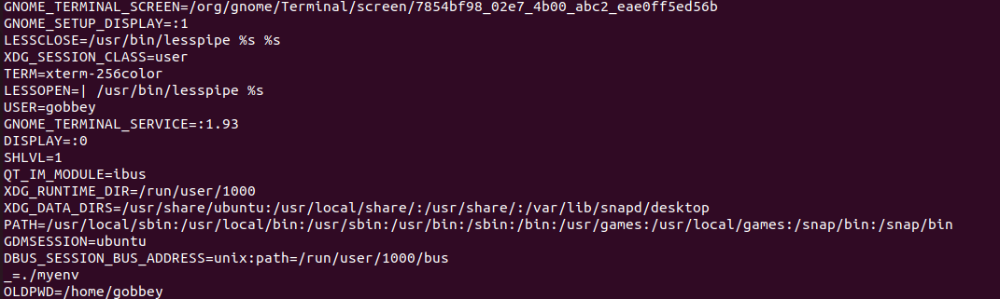 GNOME_TERMINAL_SCREEN=/org/gnome/Terminal/screen/7854bf98_02e7_4b00_abc2_eae0ff5ed56b
GNOME_SETUP_DISPLAY=:1
LESSCLOSE=/usr/bin/lesspipe %s %s
XDG_SESSION_CLASS=user
TERM=xterm-256color
LESSOPEN=| /usr/bin/lesspipe %s
USER=gobbey
GNOME_TERMINAL_SERVICE=:1.93
DISPLAY=:0
SHLVL=1
QT_IM_MODULE=ibus
XDG_RUNTIME_DIR=/run/user/1000
XDG_DATA_DIRS=/usr/share/ubuntu:/usr/local/share/:/usr/share/:/var/lib/snapd/desktop
PATH=/usr/local/sbin:/usr/local/bin:/usr/sbin:/usr/bin:/sbin:/bin:/usr/games:/usr/local/games:/snap/bin:/snap/bin
GDMSESSION=ubuntu
DBUS_SESSION_BUS_ADDRESS=unix:path=/run/user/1000/bus
_=./myenv
OLDPWD=/home/gobbey